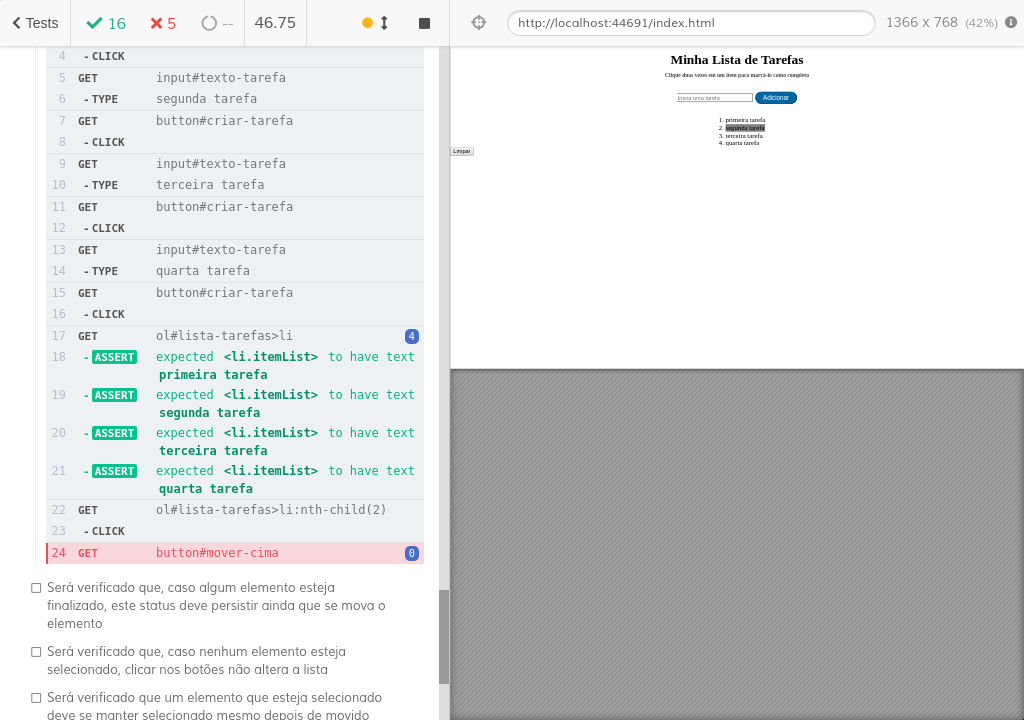 Tests
16
5
--
46.75
http://localhost:44691/index.html
1366 x 768 (42%)
4 - CLICK
5 GET input#texto-tarefa
6 - TYPE segunda tarefa
7 GET button#criar-tarefa
8 - CLICK
9 GET input#texto-tarefa
10 - TYPE terceira tarefa
11 GET button#criar-tarefa
12 - CLICK
13 GET input#texto-tarefa
14 - TYPE quarta tarefa
15 GET button#criar-tarefa
16 - CLICK
17 GET ol#lista-tarefas>li 4
18 - ASSERT expected <li.itemList> to have text
primeira tarefa
19 - ASSERT expected <li.itemList> to have text
segunda tarefa
20 - ASSERT expected <li.itemList> to have text
terceira tarefa
21 - ASSERT expected <li.itemList> to have text
quarta tarefa
22 GET ol#lista-tarefas>li:nth-child(2)
23 - CLICK
24 GET button#mover-cima 0
Será verificado que, caso algum elemento esteja
finalizado, este status deve persistir ainda que se mova o
elemento
Será verificado que, caso nenhum elemento esteja
selecionado, clicar nos botões não altera a lista
Será verificado que um elemento que esteja selecionado
deve se manter selecionado mesmo depois de movido
Minha Lista de Tarefas
Clique duas vezes em um item para marcá-lo como completo
Insira uma tarefa
Adicionar
1. primeira tarefa
2. segunda tarefa
3. terceira tarefa
4. quarta tarefa
Limpar